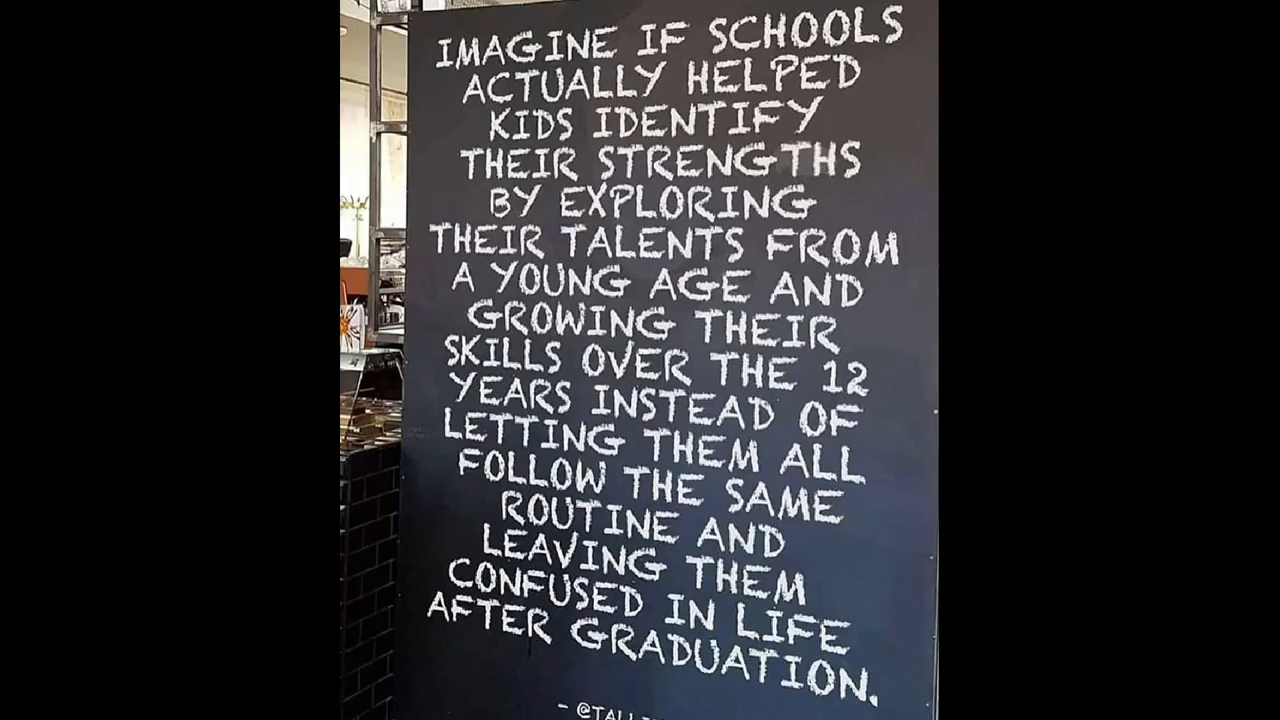 IMAGINE IF SCHOOLS
ACTUALLY HELPED
KIDS IDENTIFY
THEIR STRENGTHS
BY EXPLORING
THEIR TALENTS FROM
A YOUNG AGE AND
GROWING THEIR
SKILLS OVER THE 12
YEARS INSTEAD OF
LETTING THEM ALL
FOLLOW THE SAME
ROUTINE AND
LEAVING THEM
CONFUSED IN LIFE
AFTER GRADUATION.